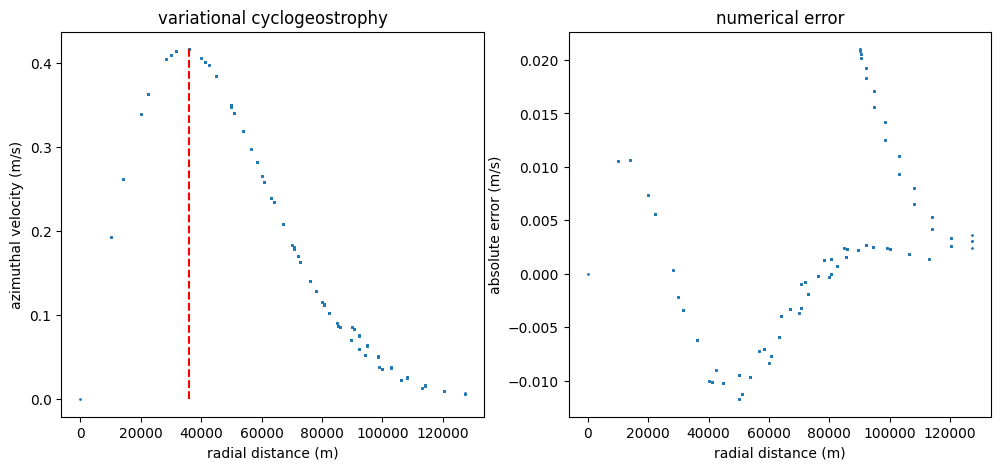 variational cyclogeostrophy
0.4
0.3
0.2
0.1
0.0
azimuthal velocity (m/s)
0 20000 40000 60000 80000 100000 120000
radial distance (m)
numerical error
0.020
0.015
0.010
0.005
0.000
−0.005
−0.010
absolute error (m/s)
0 20000 40000 60000 80000 100000 120000
radial distance (m)